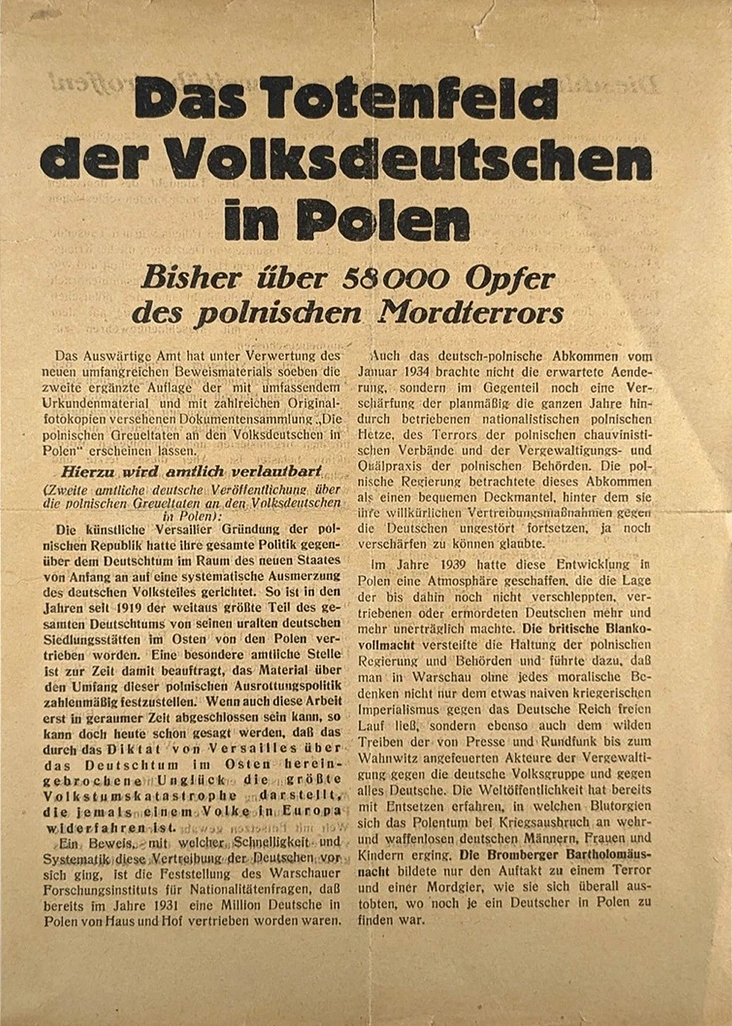 Das Totenfeld
der Volksdeutschen
in Polen
Bisher über 58000 Opfer
des polnischen Mordterrors
Das Auswärtige Amt hat unter Verwertung des
neuen umfangreichen Beweismaterials soeben die
zweite ergänzte Auflage der mit umfassendem
Urkundenmaterial und mit zahlreichen Original-
fotokopien versehenen Dokumentensammlung „Die
polnischen Greueltaten an den Volksdeutschen in
Polen" erscheinen lassen.
Hierzu wird amtlich verlautbart
(Zweite amtliche deutsche Veröffentlichung über
die polnischen Greueltaten an den Volksdeutschen
in Polen):
Die künstliche Versailler Gründung der pol-
nischen Republik hatte ihre gesamte Politik gegen-
über dem Deutschtum im Raum des neuen Staates
von Anfang an auf eine systematische Ausmerzung
des deutschen Volksteiles gerichtet. So ist in den
Jahren seit 1919 der weitaus größte Teil des ge-
samten Deutschtums von seinen uralten deutschen
Siedlungsstätten im Osten von den Polen ver-
trieben worden. Eine besondere amtliche Stelle
ist zur Zeit damit beauftragt, das Material über
den Umfang dieser polnischen Ausrottungspolitik
zahlenmäßig festzustellen. Wenn auch diese Arbeit
erst in geraumer Zeit abgeschlossen sein kann, so
kann doch heute schon gesagt werden, daß das
durch das Diktat von Versailles über
das Deutschtum im Osten herein-
gebrochene Unglück die größte
Volkstumskatastrophe darstellt,
die jemals einem Volke in Europa
widerfahren ist.
Ein Beweis, mit welcher Schnelligkeit und
Systematik diese Vertreibung der Deutschen vor
sich ging, ist die Feststellung des Warschauer
Forschungsinstituts für Nationalitätenfragen, daß
bereits im Jahre 1931 eine Million Deutsche in
Polen von Haus und Hof vertrieben worden waren.
Auch das deutsch-polnische Abkommen vom
Januar 1934 brachte nicht die erwartete Aende-
rung, sondern im Gegenteil noch eine Ver-
schärfung der planmäßig die ganzen Jahre hin-
durch betriebenen nationalistischen polnischen
Hetze, des Terrors der polnischen chauvinisti-
schen Verbände und der Vergewaltigungs- und
Quälpraxis der polnischen Behörden. Die pol-
nische Regierung betrachtete dieses Abkommen
als einen bequemen Deckmantel, hinter dem sie
ihre willkürlichen Vertreibungsmaßnahmen gegen
die Deutschen ungestört fortsetzen, ja noch
verschärfen zu können glaubte.
Im Jahre 1939 hatte diese Entwicklung in
Polen eine Atmosphäre geschaffen, die die Lage
der bis dahin noch nicht verschleppten, ver-
triebenen oder ermordeten Deutschen mehr und
mehr unerträglich machte. Die britische Blanko-
vollmacht versteifte die Haltung der polnischen
Regierung und Behörden und führte dazu, daß
man in Warschau ohne jedes moralische Be-
denken nicht nur dem etwas naiven kriegerischen
Imperialismus gegen das Deutsche Reich freien
Lauf ließ, sondern ebenso auch dem wilden
Treiben der von Presse und Rundfunk bis zum
Wahnwitz angefeuerten Akteure der Vergewalti-
gung gegen die deutsche Volksgruppe und gegen
alles Deutsche. Die Weltöffentlichkeit hat bereits
mit Entsetzen erfahren, in welchen Blutorgien
sich das Polentum bei Kriegsausbruch an wehr-
und waffenlosen deutschen Männern, Frauen und
Kindern erging. Die Bromberger Bartholomäus-
nacht bildete nur den Auftakt zu einem Terror
und einer Mordgier, wie sie sich überall aus-
tobten, wo noch je ein Deutscher in Polen zu
finden war.